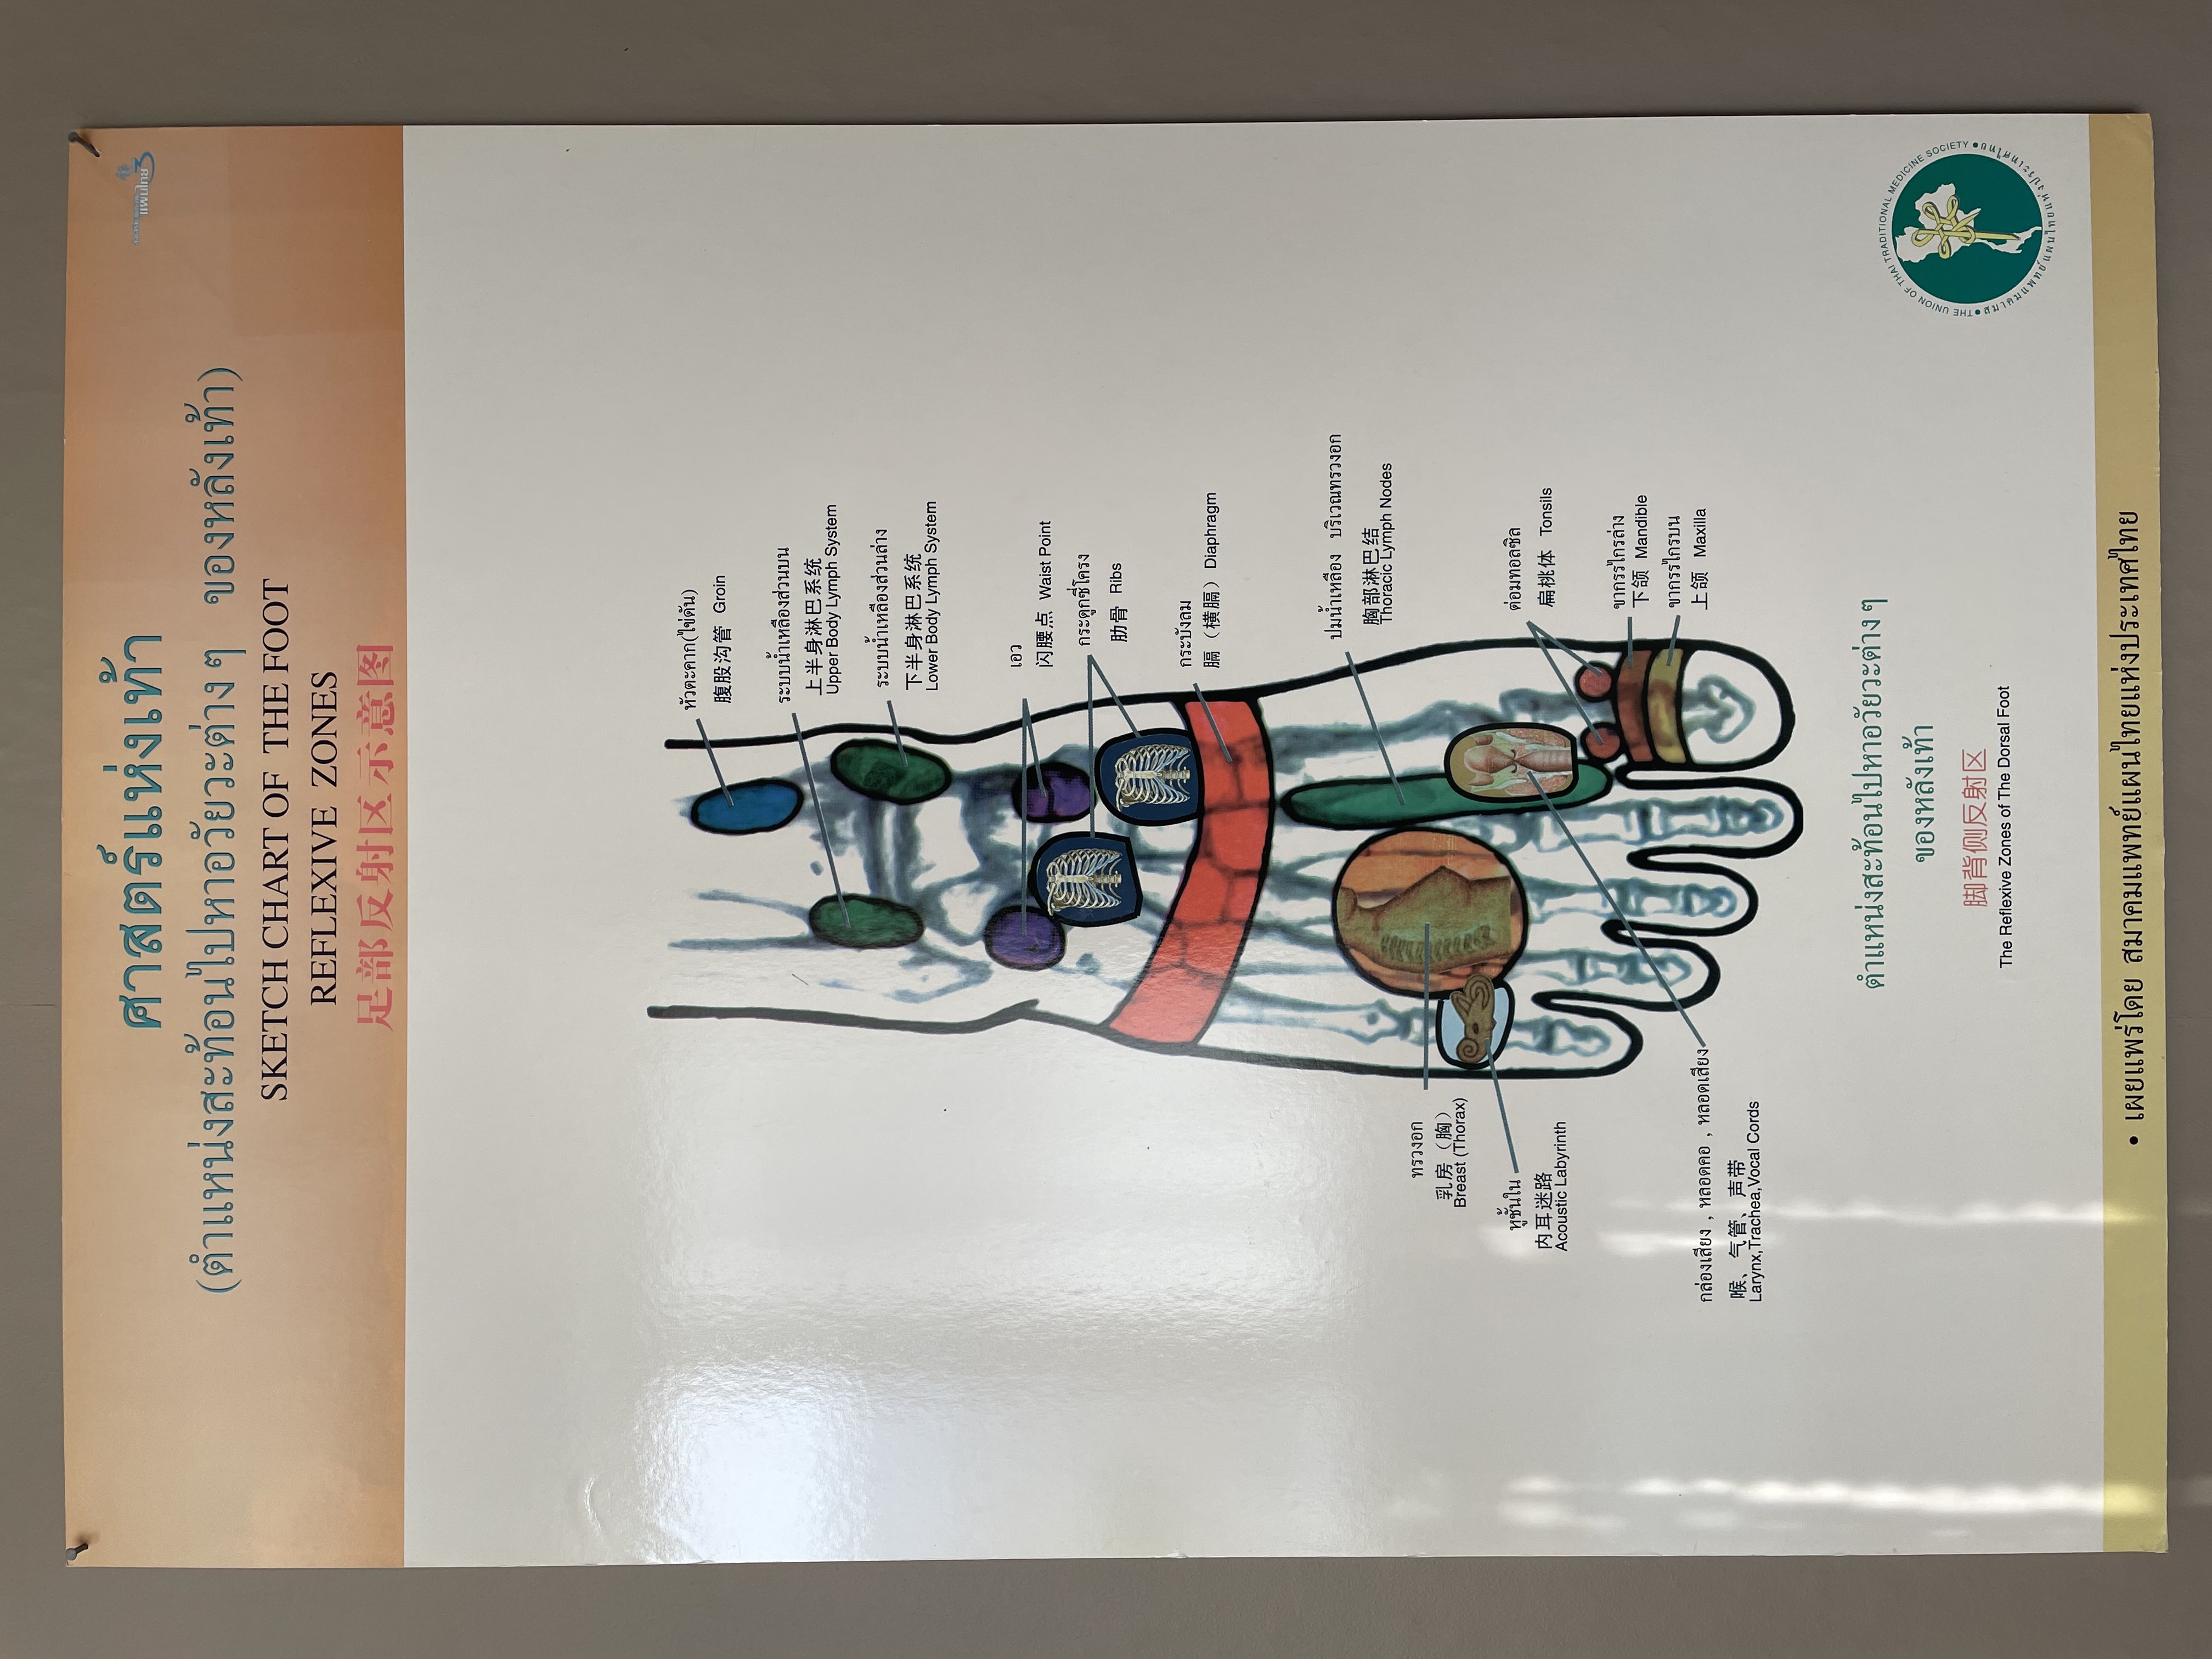 ศาสตร์แห่งเท้า
(ตำแหน่งสะท้อนไปหาอวัยวะต่าง ๆ ของหลังเท้า)
SKETCH CHART OF THE FOOT
REFLEXIVE ZONES
足部反射区示意图
แผนไทย
หัวตะคาก(ไข่ดัน)
腹股沟管 Groin
ระบบน้ำเหลืองส่วนบน
上半身淋巴系统
Upper Body Lymph System
ระบบน้ำเหลืองส่วนล่าง
下半身淋巴系统
Lower Body Lymph System
เอว
闪腰点 Waist Point
กระดูกซี่โครง
肋骨 Ribs
กระบังลม
膈（横膈）Diaphragm
ปมน้ำเหลือง บริเวณทรวงอก
胸部淋巴结
Thoracic Lymph Nodes
ทรวงอก
乳房（胸）
Breast (Thorax)
หูชั้นใน
内耳迷路
Acoustic Labyrinth
ต่อมทอลซิล
扁桃体 Tonsils
ขากรรไกรล่าง
下颌 Mandible
ขากรรไกรบน
上颌 Maxilla
กล่องเสียง , หลอดคอ , หลอดเสียง
喉、气管、声带
Larynx,Trachea,Vocal Cords
ตำแหน่งสะท้อนไปหาอวัยวะต่าง ๆ
ของหลังเท้า
脚背侧反射区
The Reflexive Zones of The Dorsal Foot
THE UNION OF THAI TRADITIONAL MEDICINE SOCIETY
สมาคมแพทย์แผนไทยแห่งประเทศไทย
• เผยแพร่โดย สมาคมแพทย์แผนไทยแห่งประเทศไทย